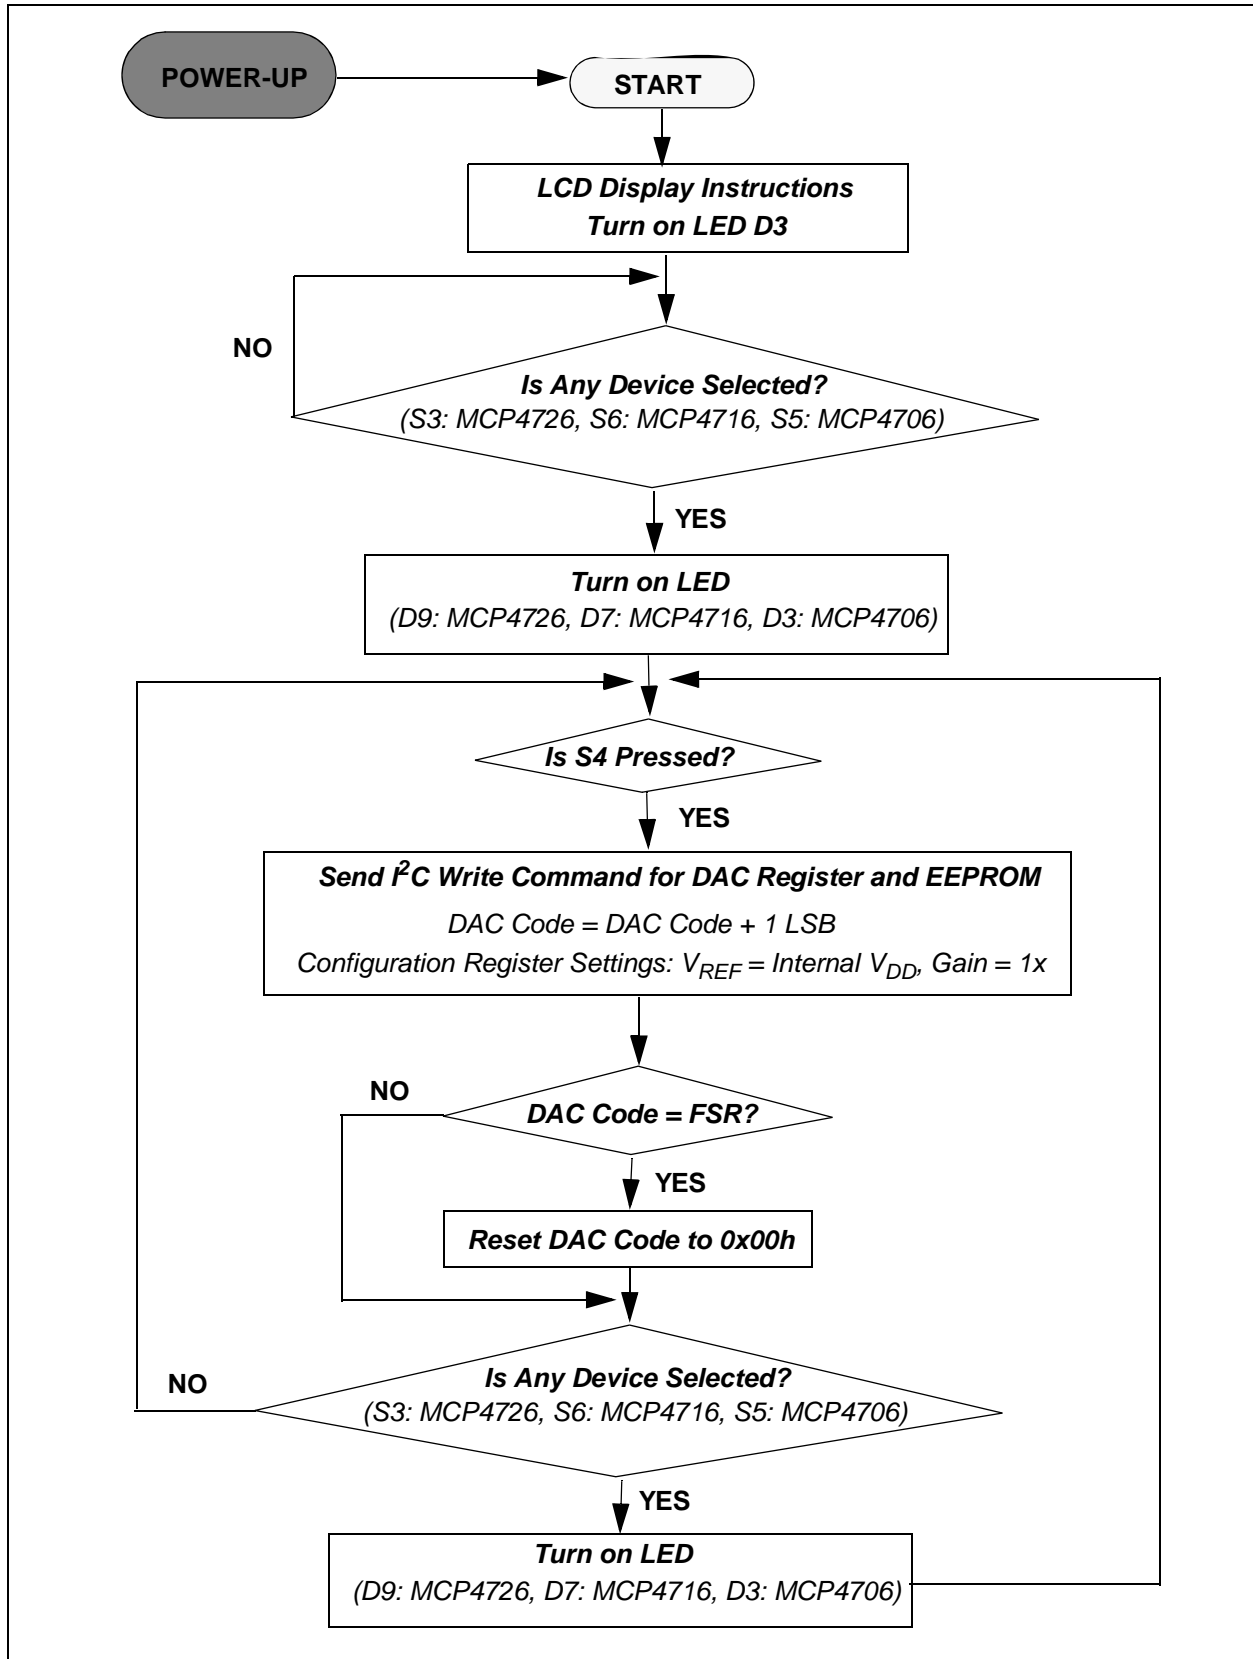 POWER-UP
START
LCD Display Instructions
Turn on LED D3
NO
Is Any Device Selected?
(S3: MCP4726, S6: MCP4716, S5: MCP4706)
YES
Turn on LED
(D9: MCP4726, D7: MCP4716, D3: MCP4706)
Is S4 Pressed?
YES
Send I²C Write Command for DAC Register and EEPROM
DAC Code = DAC Code + 1 LSB
Configuration Register Settings: V_REF = Internal V_DD, Gain = 1x
NO
DAC Code = FSR?
YES
Reset DAC Code to 0x00h
NO
Is Any Device Selected?
(S3: MCP4726, S6: MCP4716, S5: MCP4706)
YES
Turn on LED
(D9: MCP4726, D7: MCP4716, D3: MCP4706)